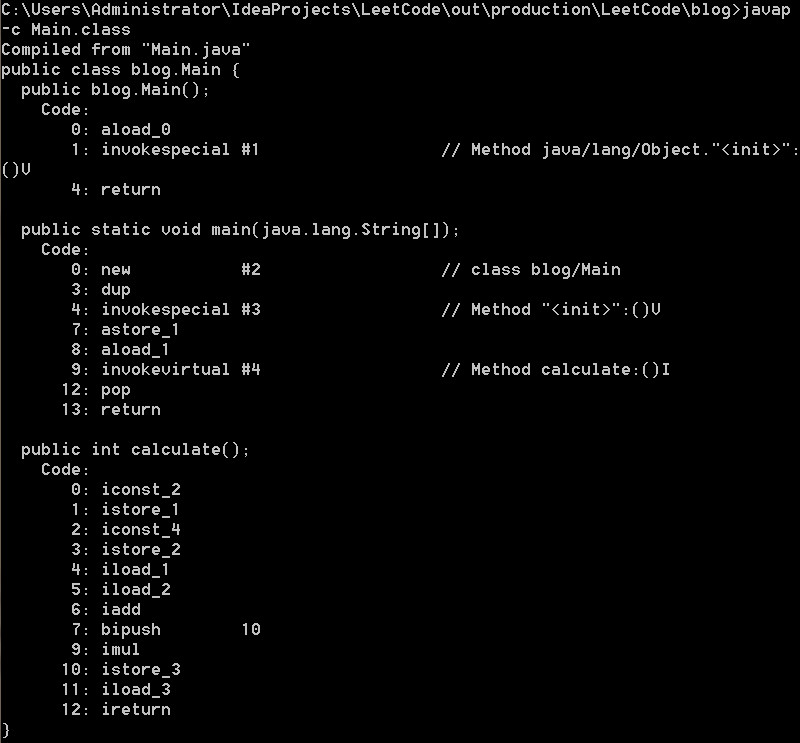 C:\Users\Administrator\IdeaProjects\LeetCode\out\production\LeetCode\blog>javap
-c Main.class
Compiled from "Main.java"
public class blog.Main {
  public blog.Main();
    Code:
       0: aload_0
       1: invokespecial #1                  // Method java/lang/Object."<init>":
()V
       4: return

  public static void main(java.lang.String[]);
    Code:
       0: new           #2                  // class blog/Main
       3: dup
       4: invokespecial #3                  // Method "<init>":()V
       7: astore_1
       8: aload_1
       9: invokevirtual #4                  // Method calculate:()I
      12: pop
      13: return

  public int calculate();
    Code:
       0: iconst_2
       1: istore_1
       2: iconst_4
       3: istore_2
       4: iload_1
       5: iload_2
       6: iadd
       7: bipush        10
       9: imul
      10: istore_3
      11: iload_3
      12: ireturn
}